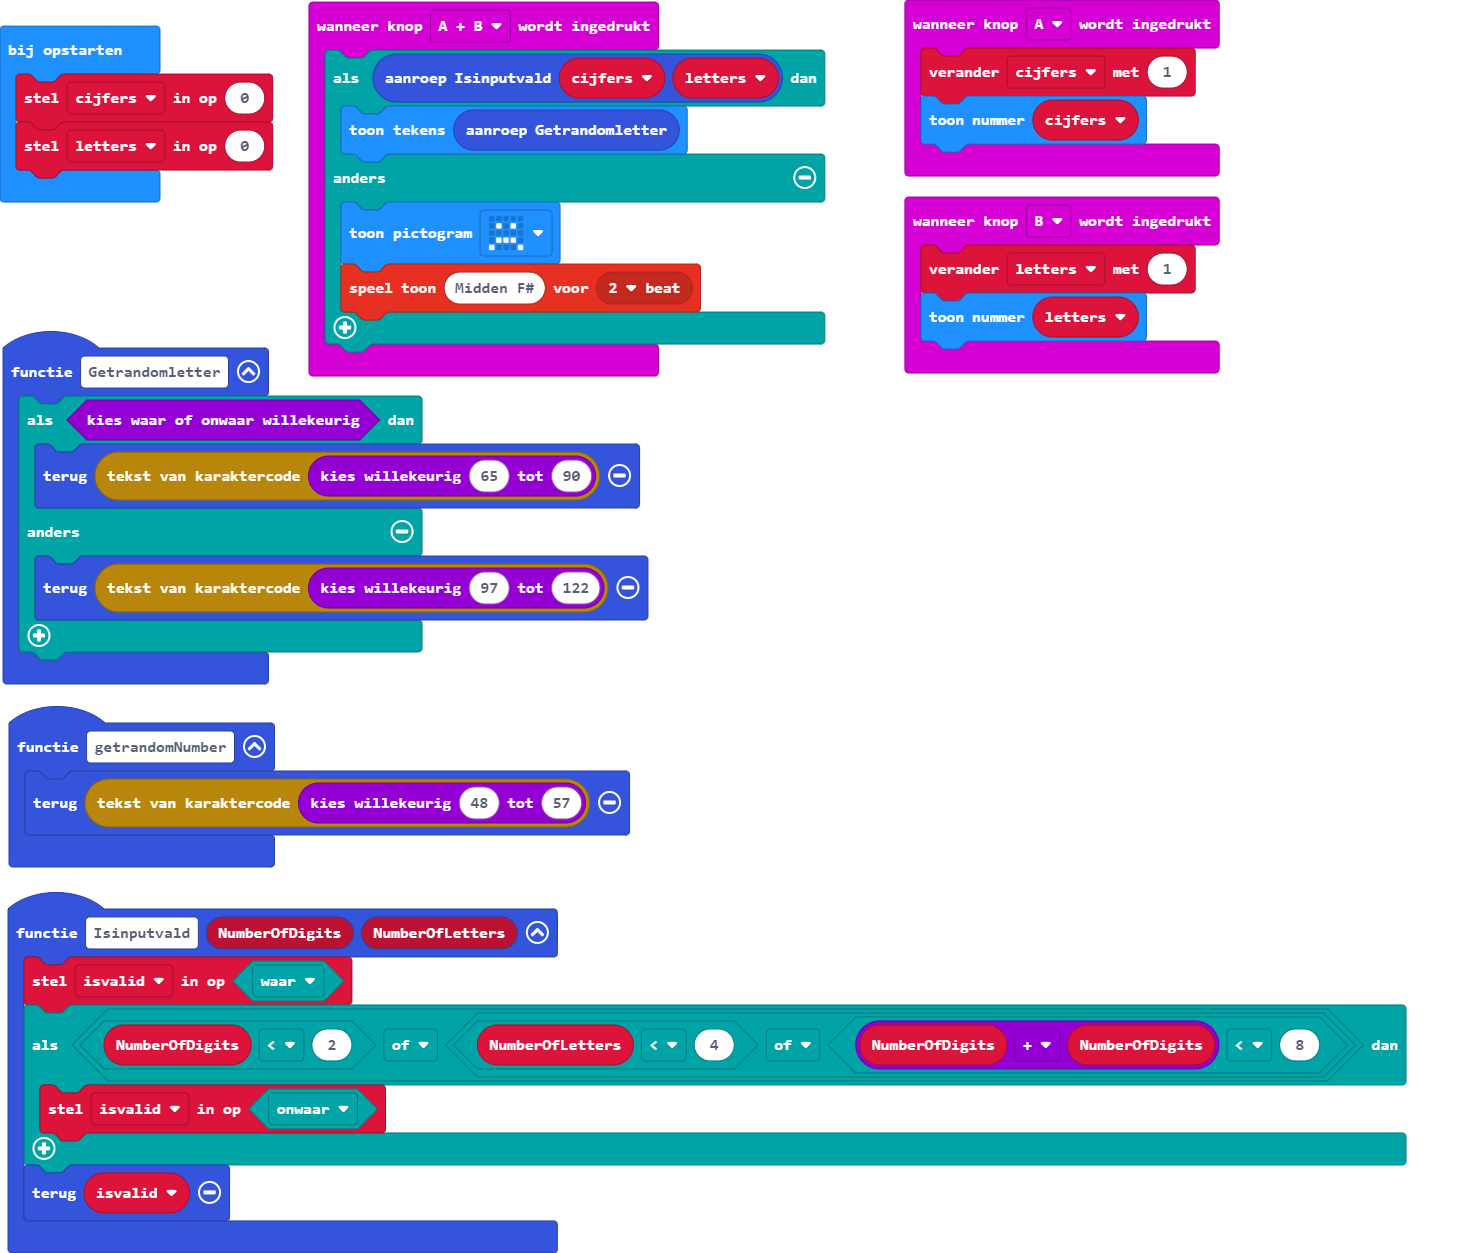 bij opstarten
stel cijfers in op 0
stel letters in op 0
wanneer knop A + B wordt ingedrukt
als aanroep Isinputvald cijfers letters dan
toon tekens aanroep Getrandomletter
anders
toon pictogram
speel toon Midden F# voor 2 beat
wanneer knop A wordt ingedrukt
verander cijfers met 1
toon nummer cijfers
wanneer knop B wordt ingedrukt
verander letters met 1
toon nummer letters
functie Getrandomletter
als kies waar of onwaar willekeurig dan
terug tekst van karaktercode kies willekeurig 65 tot 90
anders
terug tekst van karaktercode kies willekeurig 97 tot 122
functie getrandomNumber
terug tekst van karaktercode kies willekeurig 48 tot 57
functie Isinputvald NumberOfDigits NumberOfLetters
stel isvalid in op waar
als NumberOfDigits < 2 of NumberOfLetters < 4 of NumberOfDigits + NumberOfDigits < 8 dan
stel isvalid in op onwaar
terug isvalid